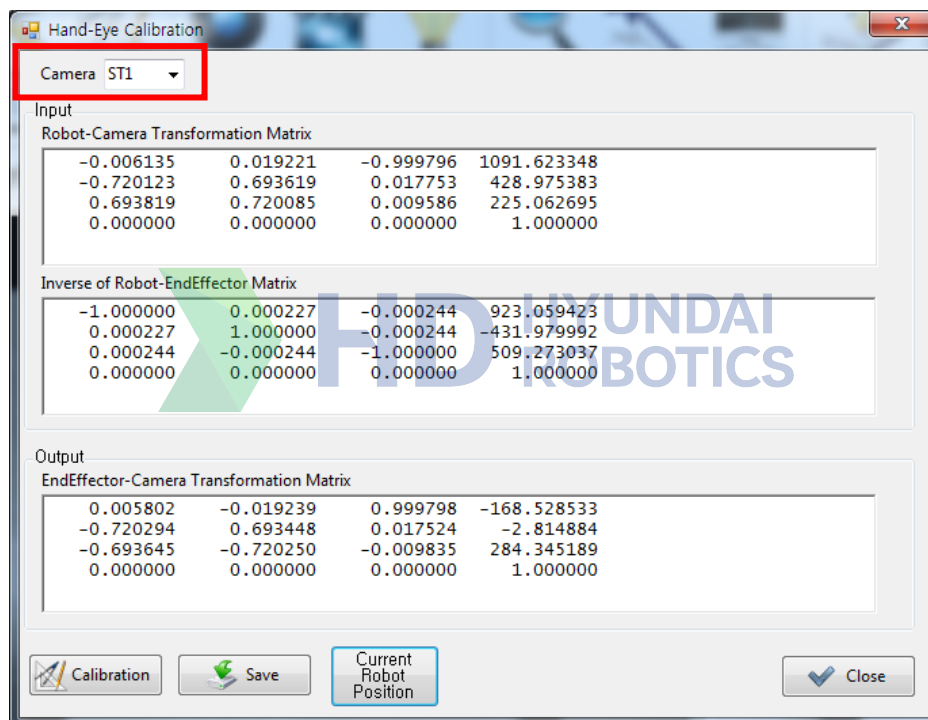 Hand-Eye Calibration
Camera ST1
Input
Robot-Camera Transformation Matrix
-0.006135 0.019221 -0.999796 1091.623348
-0.720123 0.693619 0.017753 428.975383
0.693819 0.720085 0.009586 225.062695
0.000000 0.000000 0.000000 1.000000
Inverse of Robot-EndEffector Matrix
-1.000000 0.000227 -0.000244 923.059423
0.000227 1.000000 -0.000244 -431.979992
0.000244 -0.000244 -1.000000 509.273037
0.000000 0.000000 0.000000 1.000000
HD HYUNDAI
ROBOTICS
Output
EndEffector-Camera Transformation Matrix
0.005802 -0.019239 0.999798 -168.528533
-0.720294 0.693448 0.017524 -2.814884
-0.693645 -0.720250 -0.009835 284.345189
0.000000 0.000000 0.000000 1.000000
Calibration
Save
Current
Robot
Position
Close